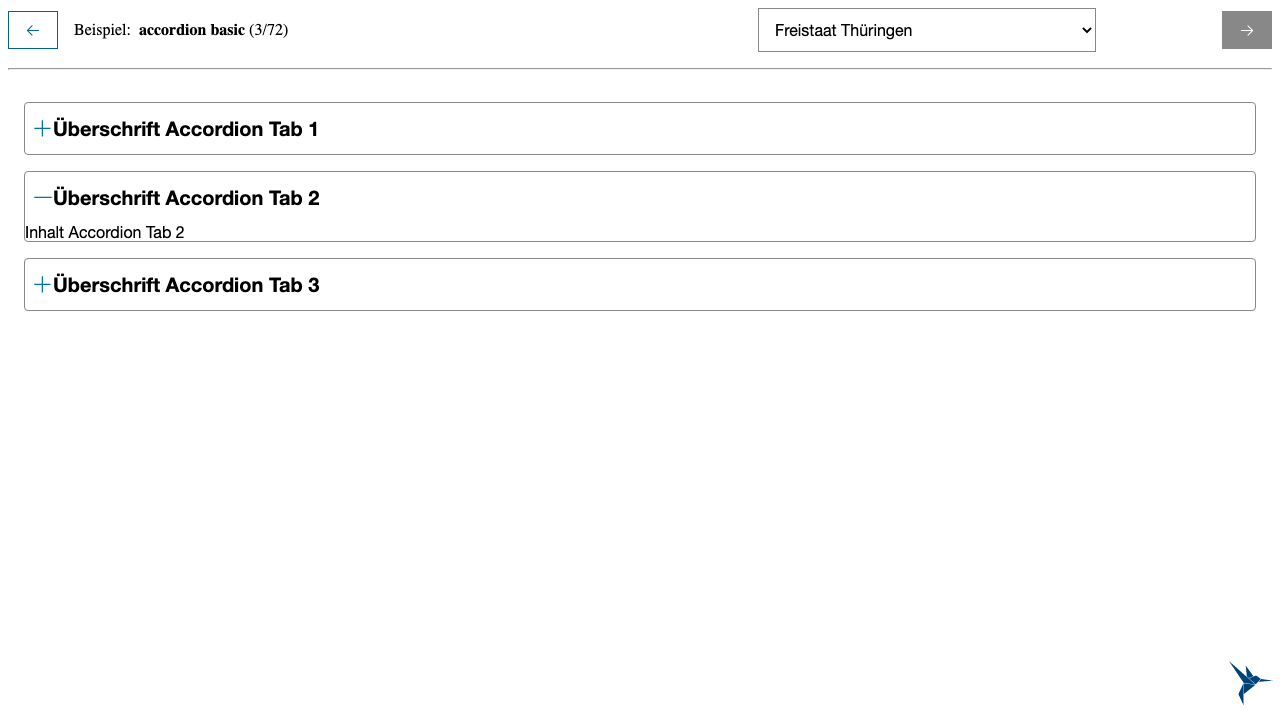 Beispiel: accordion basic (3/72)
Freistaat Thüringen
Überschrift Accordion Tab 1
Überschrift Accordion Tab 2
Inhalt Accordion Tab 2
Überschrift Accordion Tab 3